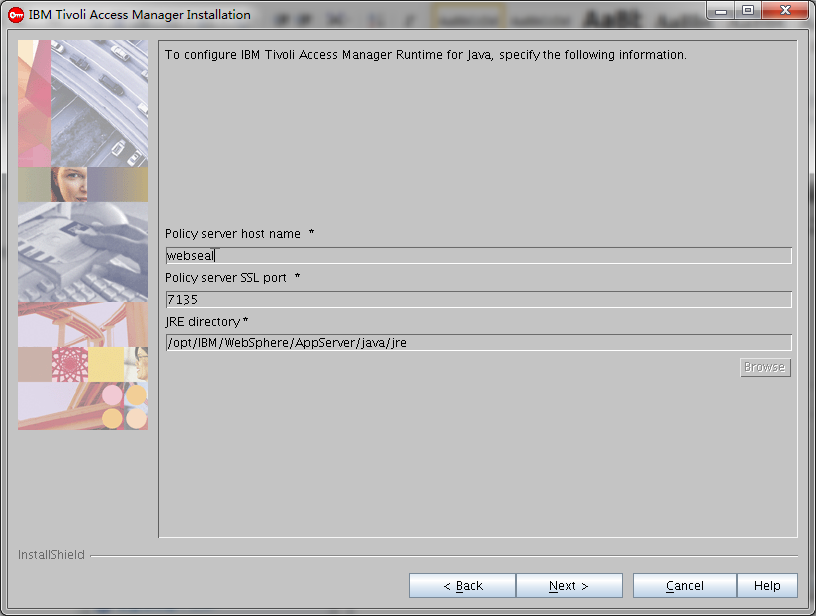 IBM Tivoli Access Manager Installation
To configure IBM Tivoli Access Manager Runtime for Java, specify the following information.
Policy server host name *
webseal
Policy server SSL port *
7135
JRE directory *
/opt/IBM/WebSphere/AppServer/java/jre
Browse
InstallShield
< Back
Next >
Cancel
Help